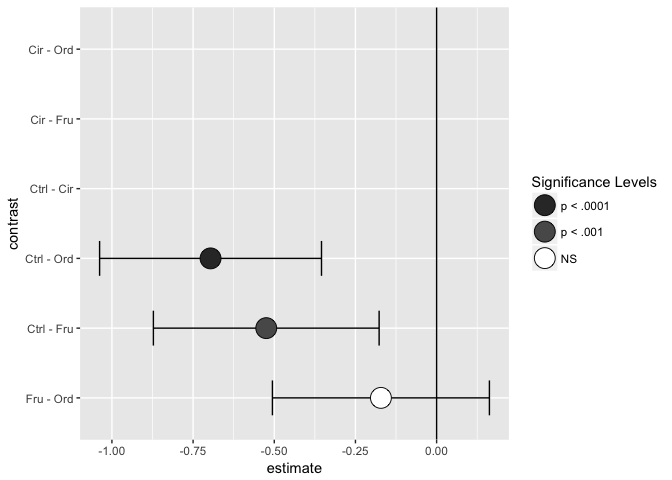 Cir - Ord
Cir - Fru
Ctrl - Cir
Ctrl - Ord
Ctrl - Fru
Fru - Ord
contrast
-1.00 -0.75 -0.50 -0.25 0.00
estimate
Significance Levels
p < .0001
p < .001
NS